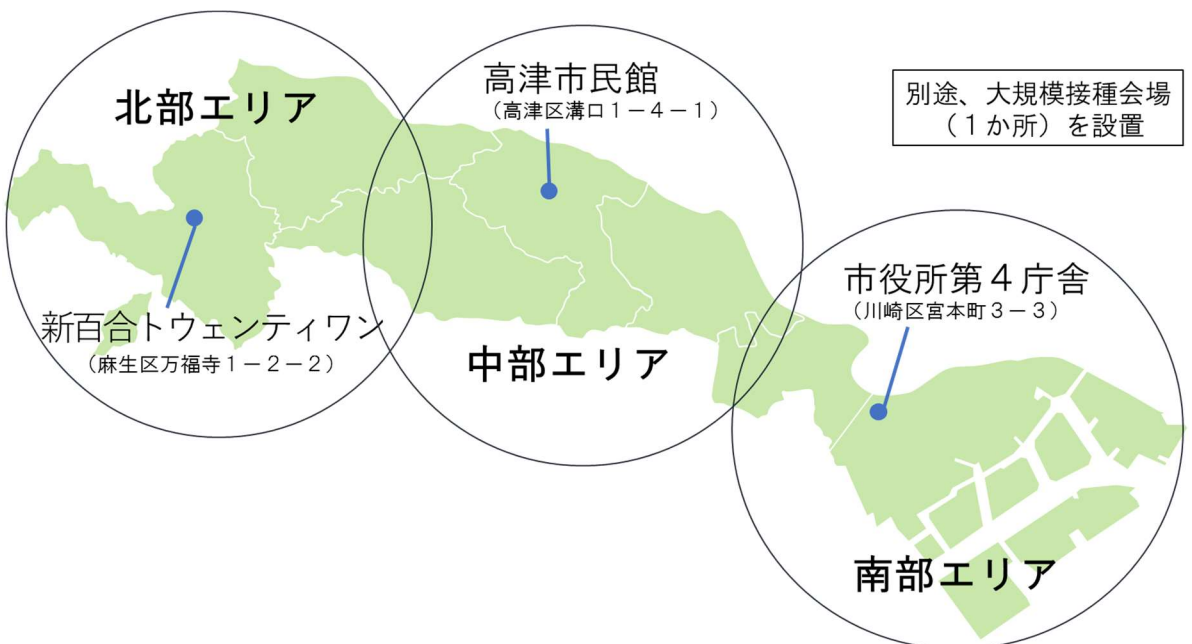 北部エリア
新百合トウェンティワン
（麻生区万福寺１－２－２）
高津市民館
（高津区溝口１－４－１）
中部エリア
別途、大規模接種会場
（１か所）を設置
市役所第４庁舎
（川崎区宮本町３－３）
南部エリア